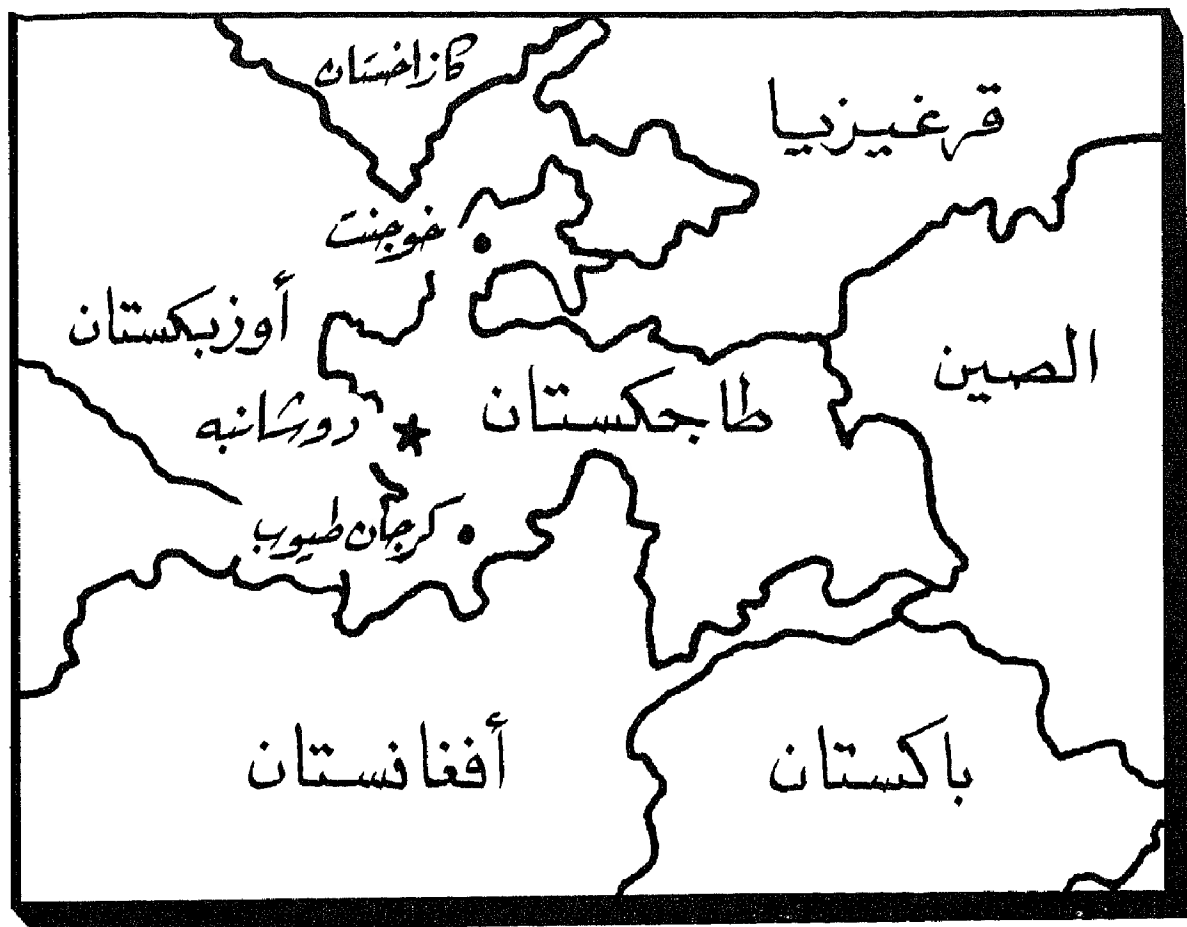 كازاخستان
قرغيزيا
خوجنت
أوزبكستان
الصين
طاجكستان
دوشانبه
كرجان طيوب
أفغانستان
باكستان